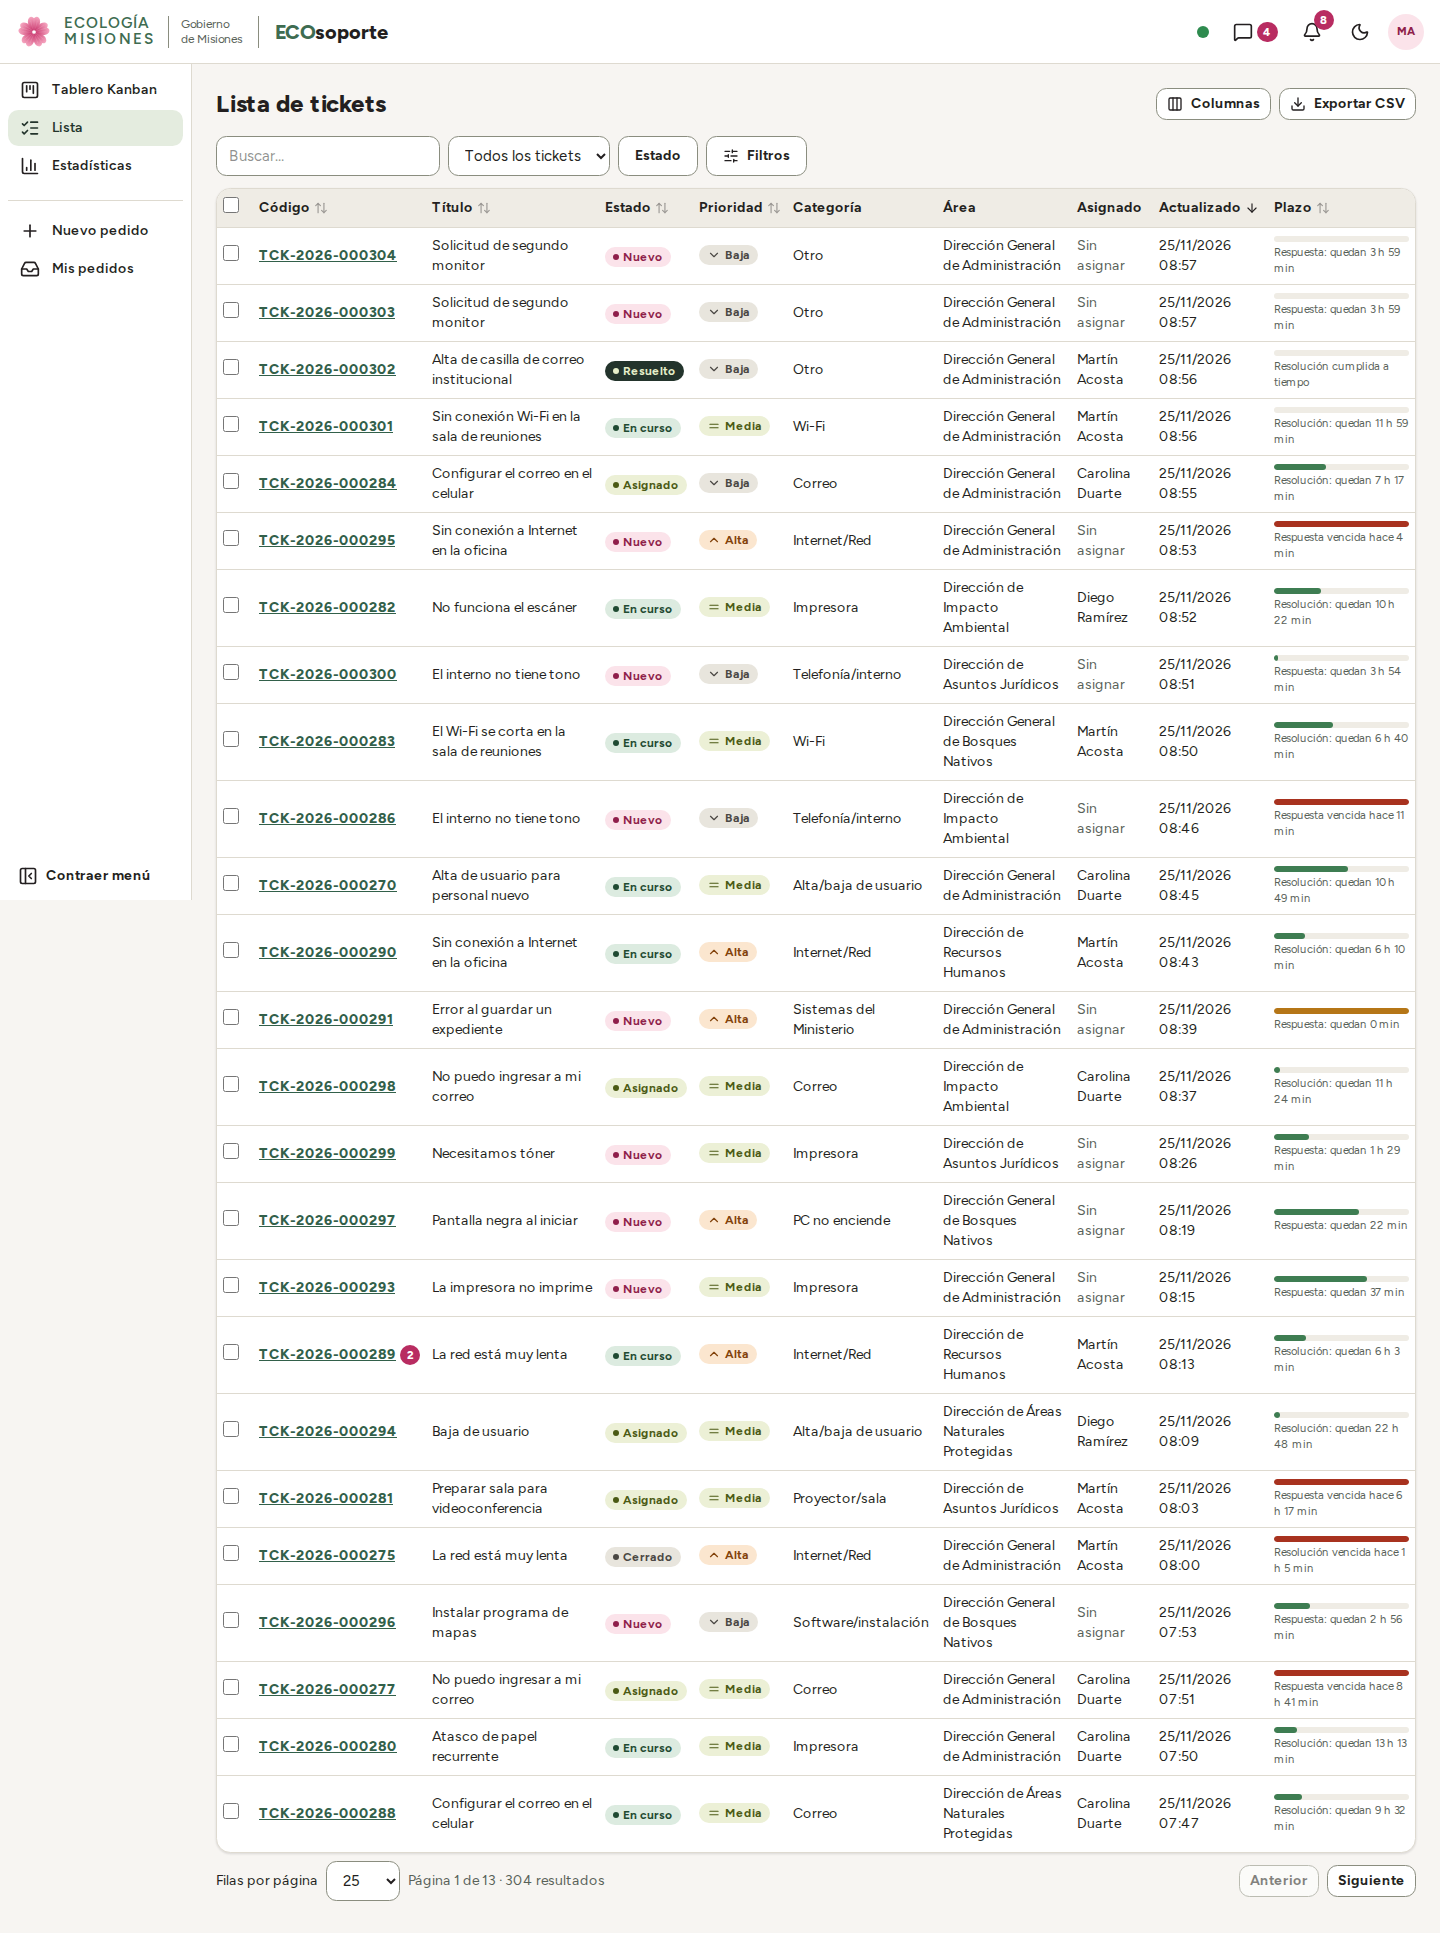 ECOLOGÍA
MISIONES
Gobierno
de Misiones
ECOsoporte
4
8
MA
Tablero Kanban
Lista
Estadísticas
Nuevo pedido
Mis pedidos
Contraer menú
Lista de tickets
Columnas
Exportar CSV
Buscar...
Todos los tickets
Estado
Filtros
Código Título Estado Prioridad Categoría Área Asignado Actualizado Plazo
TCK-2026-000304 Solicitud de segundo monitor Nuevo Baja Otro Dirección General de Administración Sin asignar 25/11/2026 08:57 Respuesta: quedan 3 h 59 min
TCK-2026-000303 Solicitud de segundo monitor Nuevo Baja Otro Dirección General de Administración Sin asignar 25/11/2026 08:57 Respuesta: quedan 3 h 59 min
TCK-2026-000302 Alta de casilla de correo institucional Resuelto Baja Otro Dirección General de Administración Martín Acosta 25/11/2026 08:56 Resolución cumplida a tiempo
TCK-2026-000301 Sin conexión Wi-Fi en la sala de reuniones En curso Media Wi-Fi Dirección General de Administración Martín Acosta 25/11/2026 08:56 Resolución: quedan 11 h 59 min
TCK-2026-000284 Configurar el correo en el celular Asignado Baja Correo Dirección General de Administración Carolina Duarte 25/11/2026 08:55 Resolución: quedan 7 h 17 min
TCK-2026-000295 Sin conexión a Internet en la oficina Nuevo Alta Internet/Red Dirección General de Administración Sin asignar 25/11/2026 08:53 Respuesta vencida hace 4 min
TCK-2026-000282 No funciona el escáner En curso Media Impresora Dirección de Impacto Ambiental Diego Ramírez 25/11/2026 08:52 Resolución: quedan 10 h 22 min
TCK-2026-000300 El interno no tiene tono Nuevo Baja Telefonía/interno Dirección de Asuntos Jurídicos Sin asignar 25/11/2026 08:51 Respuesta: quedan 3 h 54 min
TCK-2026-000283 El Wi-Fi se corta en la sala de reuniones En curso Media Wi-Fi Dirección General de Bosques Nativos Martín Acosta 25/11/2026 08:50 Resolución: quedan 6 h 40 min
TCK-2026-000286 El interno no tiene tono Nuevo Baja Telefonía/interno Dirección de Impacto Ambiental Sin asignar 25/11/2026 08:46 Respuesta vencida hace 11 min
TCK-2026-000270 Alta de usuario para personal nuevo En curso Media Alta/baja de usuario Dirección General de Administración Carolina Duarte 25/11/2026 08:45 Resolución: quedan 10 h 49 min
TCK-2026-000290 Sin conexión a Internet en la oficina En curso Alta Internet/Red Dirección de Recursos Humanos Martín Acosta 25/11/2026 08:43 Resolución: quedan 6 h 10 min
TCK-2026-000291 Error al guardar un expediente Nuevo Alta Sistemas del Ministerio Dirección General de Administración Sin asignar 25/11/2026 08:39 Respuesta: quedan 0 min
TCK-2026-000298 No puedo ingresar a mi correo Asignado Media Correo Dirección de Impacto Ambiental Carolina Duarte 25/11/2026 08:37 Resolución: quedan 11 h 24 min
TCK-2026-000299 Necesitamos tóner Nuevo Media Impresora Dirección de Asuntos Jurídicos Sin asignar 25/11/2026 08:26 Respuesta: quedan 1 h 29 min
TCK-2026-000297 Pantalla negra al iniciar Nuevo Alta PC no enciende Dirección General de Bosques Nativos Sin asignar 25/11/2026 08:19 Respuesta: quedan 22 min
TCK-2026-000293 La impresora no imprime Nuevo Media Impresora Dirección General de Administración Sin asignar 25/11/2026 08:15 Respuesta: quedan 37 min
TCK-2026-000289 2 La red está muy lenta En curso Alta Internet/Red Dirección de Recursos Humanos Martín Acosta 25/11/2026 08:13 Resolución: quedan 6 h 3 min
TCK-2026-000294 Baja de usuario Asignado Media Alta/baja de usuario Dirección de Áreas Naturales Protegidas Diego Ramírez 25/11/2026 08:09 Resolución: quedan 22 h 48 min
TCK-2026-000281 Preparar sala para videoconferencia Asignado Media Proyector/sala Dirección de Asuntos Jurídicos Martín Acosta 25/11/2026 08:03 Respuesta vencida hace 6 h 17 min
TCK-2026-000275 La red está muy lenta Cerrado Alta Internet/Red Dirección General de Administración Martín Acosta 25/11/2026 08:00 Resolución vencida hace 1 h 5 min
TCK-2026-000296 Instalar programa de mapas Nuevo Baja Software/instalación Dirección General de Bosques Nativos Sin asignar 25/11/2026 07:53 Respuesta: quedan 2 h 56 min
TCK-2026-000277 No puedo ingresar a mi correo Asignado Media Correo Dirección General de Administración Carolina Duarte 25/11/2026 07:51 Respuesta vencida hace 8 h 41 min
TCK-2026-000280 Atasco de papel recurrente En curso Media Impresora Dirección General de Administración Carolina Duarte 25/11/2026 07:50 Resolución: quedan 13 h 13 min
TCK-2026-000288 Configurar el correo en el celular En curso Media Correo Dirección de Áreas Naturales Protegidas Carolina Duarte 25/11/2026 07:47 Resolución: quedan 9 h 32 min
Filas por página 25 Página 1 de 13 · 304 resultados
Anterior
Siguiente